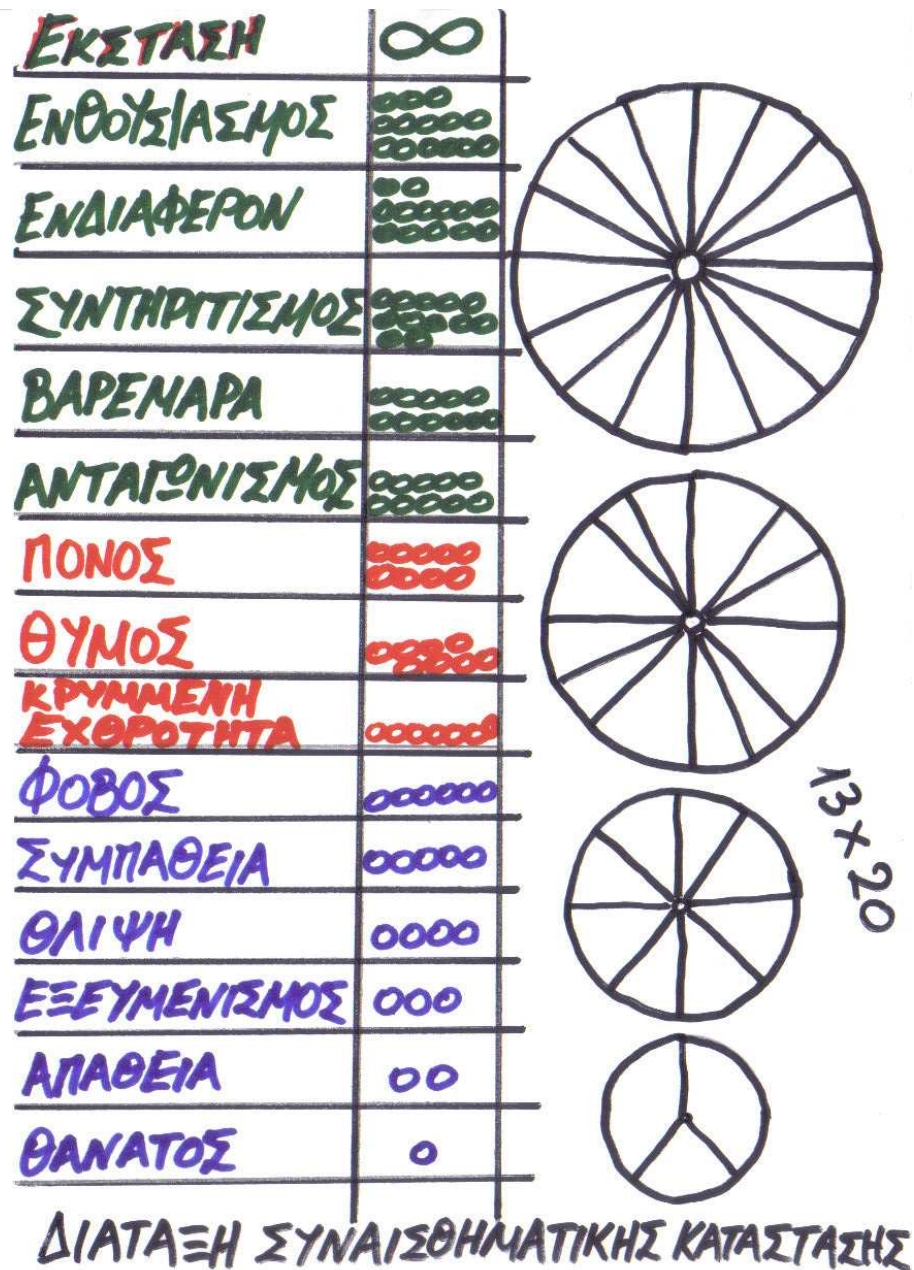 ΕΚΣΤΑΣΗ ∞
ΕΝΘΟΥΣΙΑΣΜΟΣ
ΕΝΔΙΑΦΕΡΟΝ
ΣΥΝΤΗΡΙΤΙΣΜΟΣ
ΒΑΡΕΜΑΡΑ
ΑΝΤΑΓΩΝΙΣΜΟΣ
ΠΟΝΟΣ
ΘΥΜΟΣ
ΚΡΥΜΜΕΝΗ
ΕΧΘΡΟΤΗΤΑ
ΦΟΒΟΣ
ΣΥΜΠΑΘΕΙΑ
ΘΛΙΨΗ
ΕΞΕΥΜΕΝΙΣΜΟΣ
ΑΠΑΘΕΙΑ
ΘΑΝΑΤΟΣ
13 × 20
ΔΙΑΤΑΞΗ ΣΥΝΑΙΣΘΗΜΑΤΙΚΗΣ ΚΑΤΑΣΤΑΣΗΣ